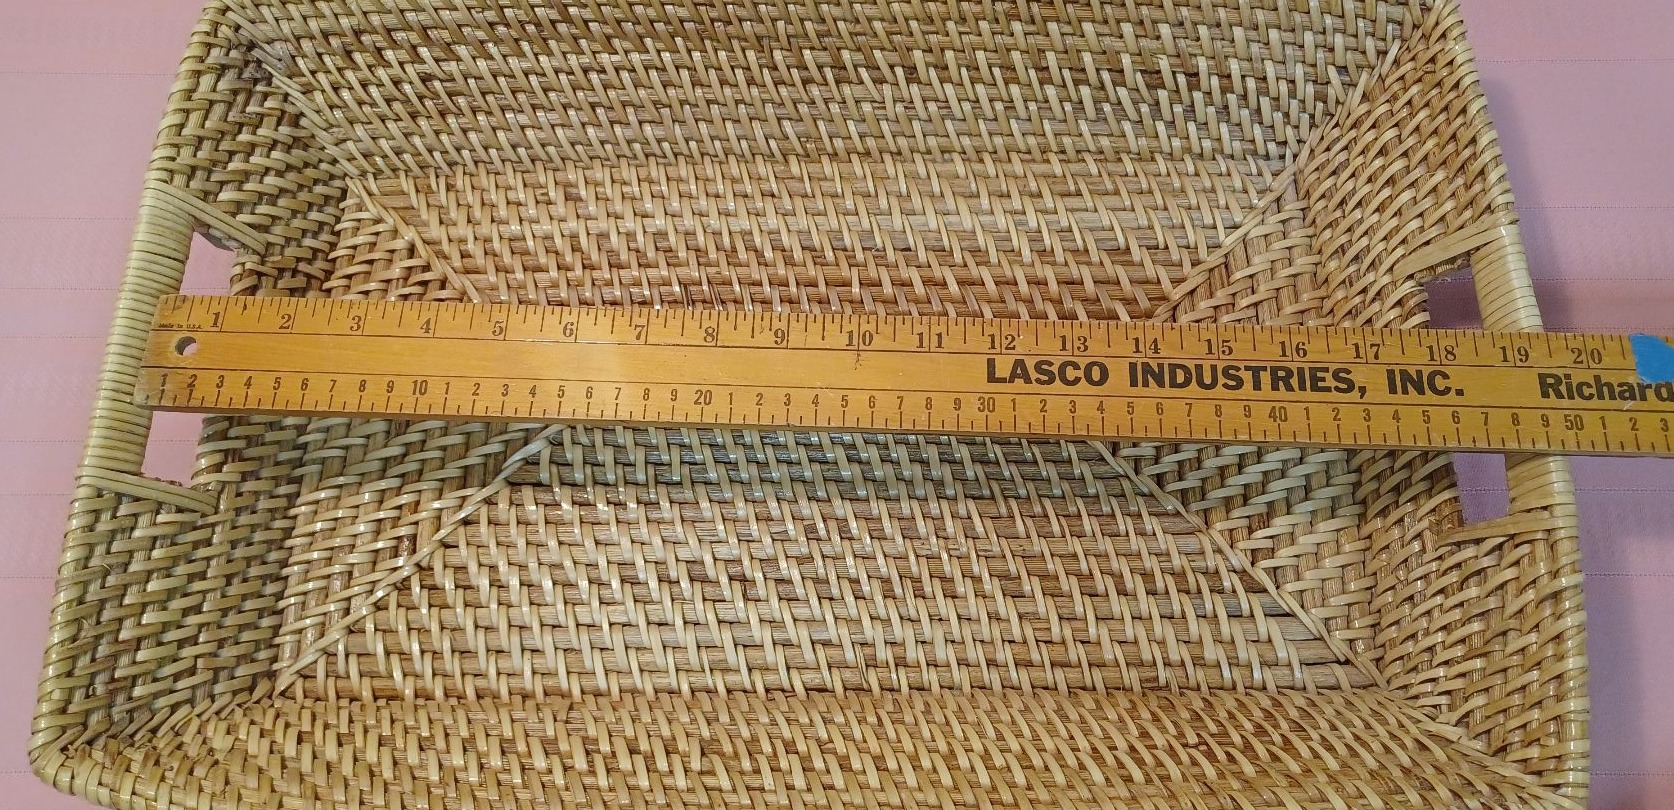 1 2 3 4 5 6 7 8 9 10 11 12 13 14 15 16 17 18 19 20
Made in U.S.A.
LASCO INDUSTRIES, INC. Richard
1 2 3 4 5 6 7 8 9 10 1 2 3 4 5 6 7 8 9 20 1 2 3 4 5 6 7 8 9 30 1 2 3 4 5 6 7 8 9 40 1 2 3 4 5 6 7 8 9 50 1 2 3